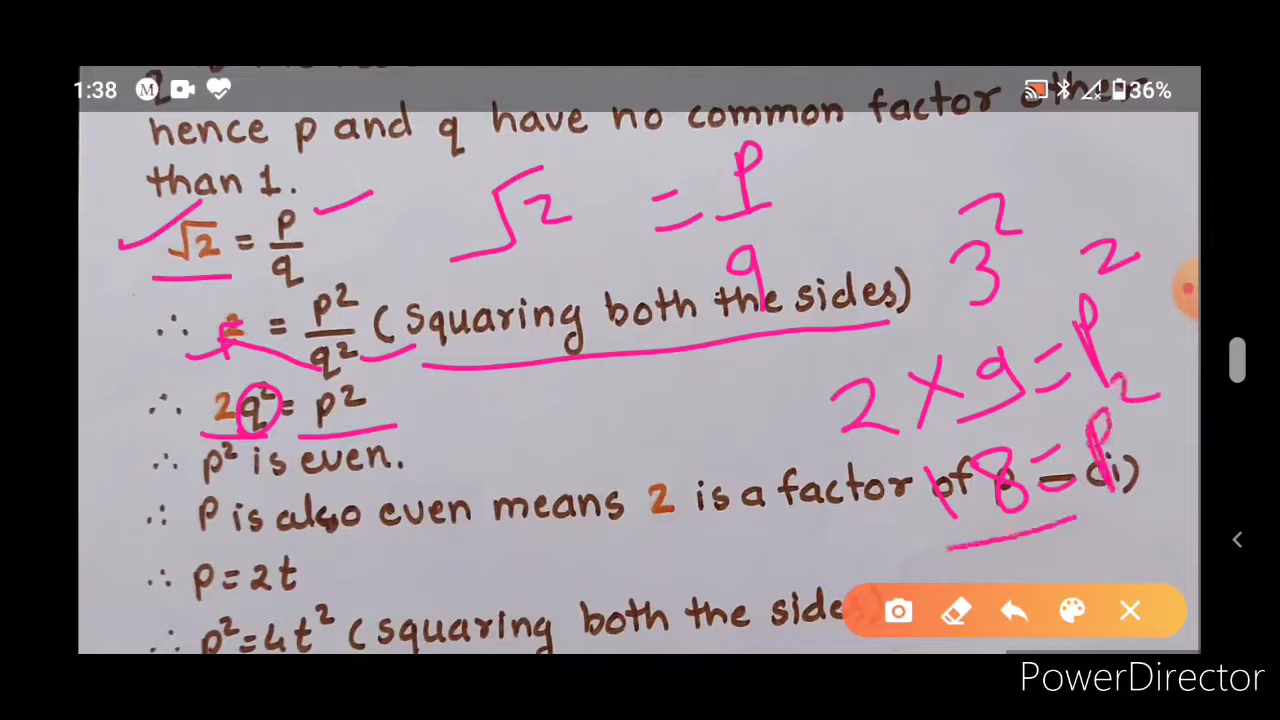 1:38 M 36%
hence p and q have no common factor other
than 1.
√2 = p/q
√2 = p/q
∴ 2 = p²/q² (Squaring both the sides)
3² 2
2 × 9 = p²
∴ 2q² = p²
∴ p² is even.
18 = p²
∴ P is also even means 2 is a factor of — (i)
∴ p = 2t
∴ p² = 4t² (squaring both the sides)
PowerDirector